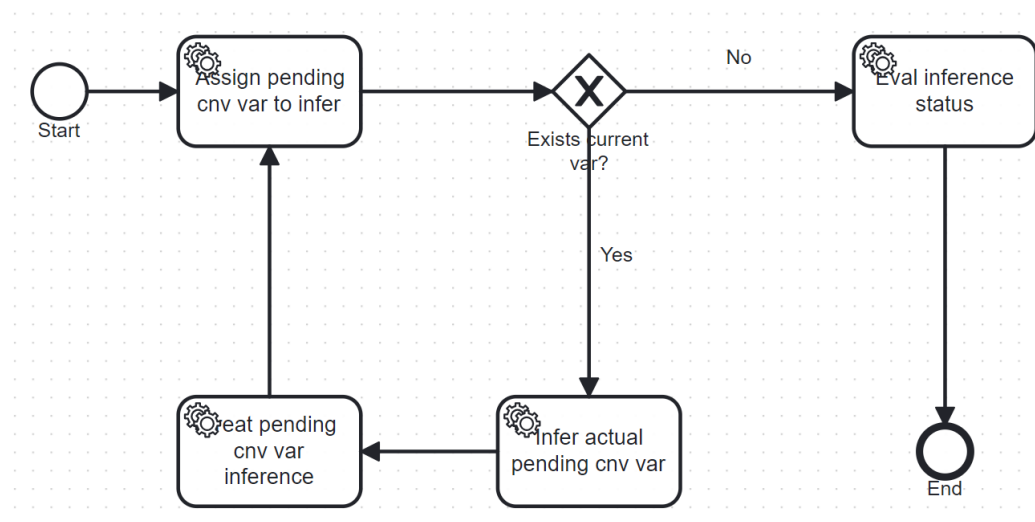 Assign pending
cnv var to infer
No
Eval inference
status
Start
Exists current
var?
Yes
pending
cnv var
inference
Infer actual
pending cnv var
End